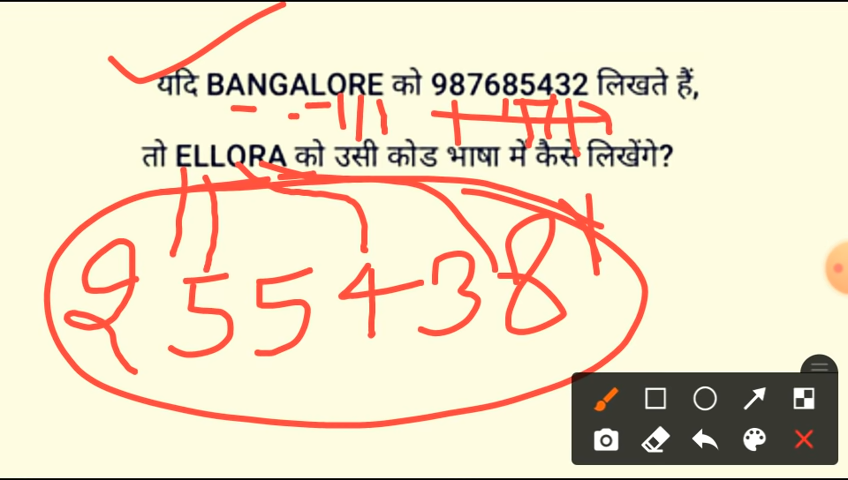 यदि BANGALORE को 987685432 लिखते हैं,
तो ELLORA को उसी कोड भाषा में कैसे लिखेंगे?
255438